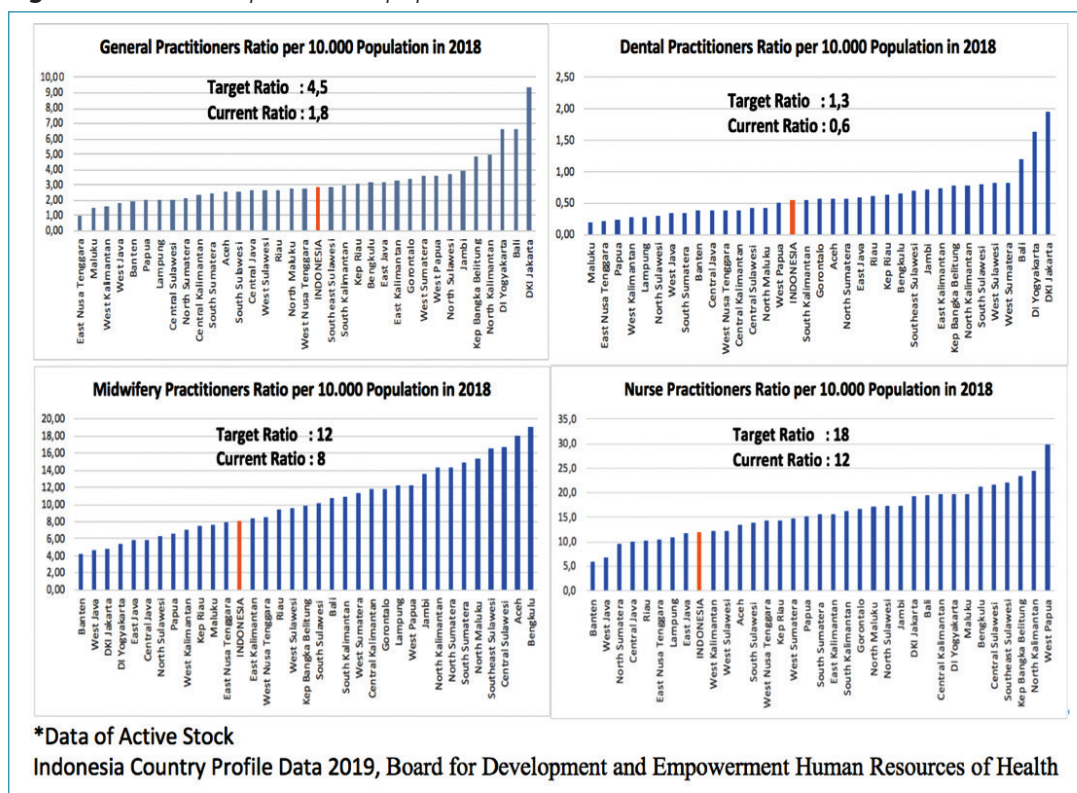 General Practitioners Ratio per 10.000 Population in 2018
Target Ratio : 4,5
Current Ratio : 1,8
10,00
9,00
8,00
7,00
6,00
5,00
4,00
3,00
2,00
1,00
0,00
East Nusa Tenggara
Maluku
West Kalimantan
West Java
Banten
Papua
Lampung
Central Sulawesi
North Sumatera
Central Kalimantan
South Sumatera
Aceh
South Sulawesi
Central Java
West Sulawesi
Riau
North Maluku
West Nusa Tenggara
INDONESIA
Southeast Sulawesi
South Kalimantan
Kep Riau
Bengkulu
East Java
East Kalimantan
Gorontalo
West Sumatera
West Papua
North Sulawesi
Jambi
Kep Bangka Belitung
North Kalimantan
DI Yogyakarta
Bali
DKI Jakarta
Dental Practitioners Ratio per 10.000 Population in 2018
Target Ratio : 1,3
Current Ratio : 0,6
2,50
2,00
1,50
1,00
0,50
0,00
Maluku
East Nusa Tenggara
Papua
West Kalimantan
Lampung
North Sulawesi
West Java
South Sumatera
Banten
Central Java
West Nusa Tenggara
Central Kalimantan
Central Sulawesi
North Maluku
West Papua
INDONESIA
South Kalimantan
Gorontalo
North Sumatera
East Java
Riau
Kep Riau
Bengkulu
Southeast Sulawesi
Jambi
East Kalimantan
Kep Bangka Belitung
North Kalimantan
South Sulawesi
West Sulawesi
West Sumatera
Bali
DI Yogyakarta
DKI Jakarta
Midwifery Practitioners Ratio per 10.000 Population in 2018
Target Ratio : 12
Current Ratio : 8
20,00
18,00
16,00
14,00
12,00
10,00
8,00
6,00
4,00
2,00
0,00
Banten
West Java
DKI Jakarta
DI Yogyakarta
East Java
Central Java
North Sulawesi
Papua
West Kalimantan
Kep Riau
Maluku
East Nusa Tenggara
INDONESIA
East Kalimantan
West Nusa Tenggara
Riau
West Sulawesi
Kep Bangka Belitung
South Sulawesi
Bali
South Kalimantan
West Sumatera
Central Kalimantan
Gorontalo
Lampung
West Papua
Jambi
North Kalimantan
North Sumatera
South Sumatera
North Maluku
Southeast Sulawesi
Central Sulawesi
Aceh
Bengkulu
Nurse Practitioners Ratio per 10.000 Population in 2018
Target Ratio : 18
Current Ratio : 12
35,0
30,0
25,0
20,0
15,0
10,0
5,0
0,0
Banten
West Java
North Sumatera
Central Java
Riau
East Nusa Tenggara
Lampung
East Java
INDONESIA
West Kalimantan
West Sulawesi
Aceh
South Sulawesi
West Nusa Tenggara
Kep Riau
West Sumatera
Papua
South Sumatera
East Kalimantan
South Kalimantan
Gorontalo
North Maluku
North Sulawesi
Jambi
DKI Jakarta
Bali
Central Kalimantan
DI Yogyakarta
Maluku
Bengkulu
Central Sulawesi
Southeast Sulawesi
Kep Bangka Belitung
North Kalimantan
West Papua
*Data of Active Stock
Indonesia Country Profile Data 2019, Board for Development and Empowerment Human Resources of Health